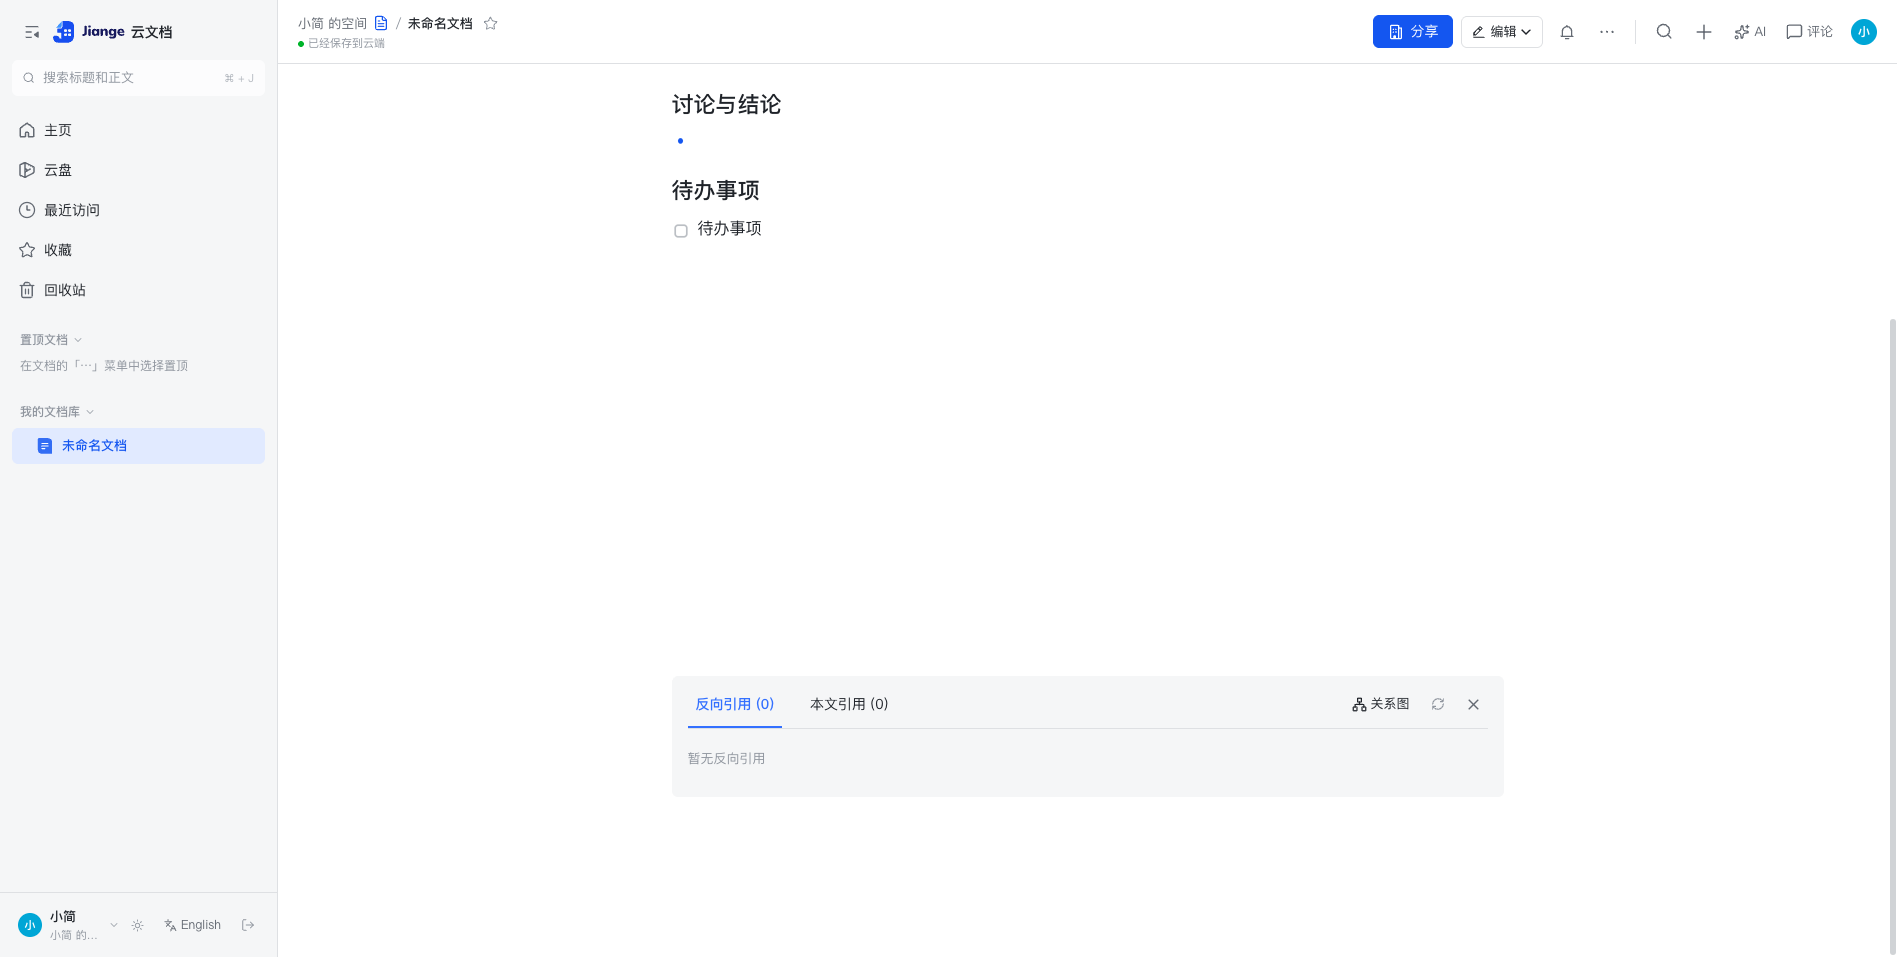 Jiange 云文档
搜索标题和正文 ⌘ + J
主页
云盘
最近访问
收藏
回收站
置顶文档
在文档的「···」菜单中选择置顶
我的文档库
未命名文档
小简
小简 的...
English
小
小简 的空间 / 未命名文档
已经保存到云端
分享
编辑
AI
评论
小
讨论与结论
待办事项
待办事项
反向引用 (0)
本文引用 (0)
关系图
暂无反向引用